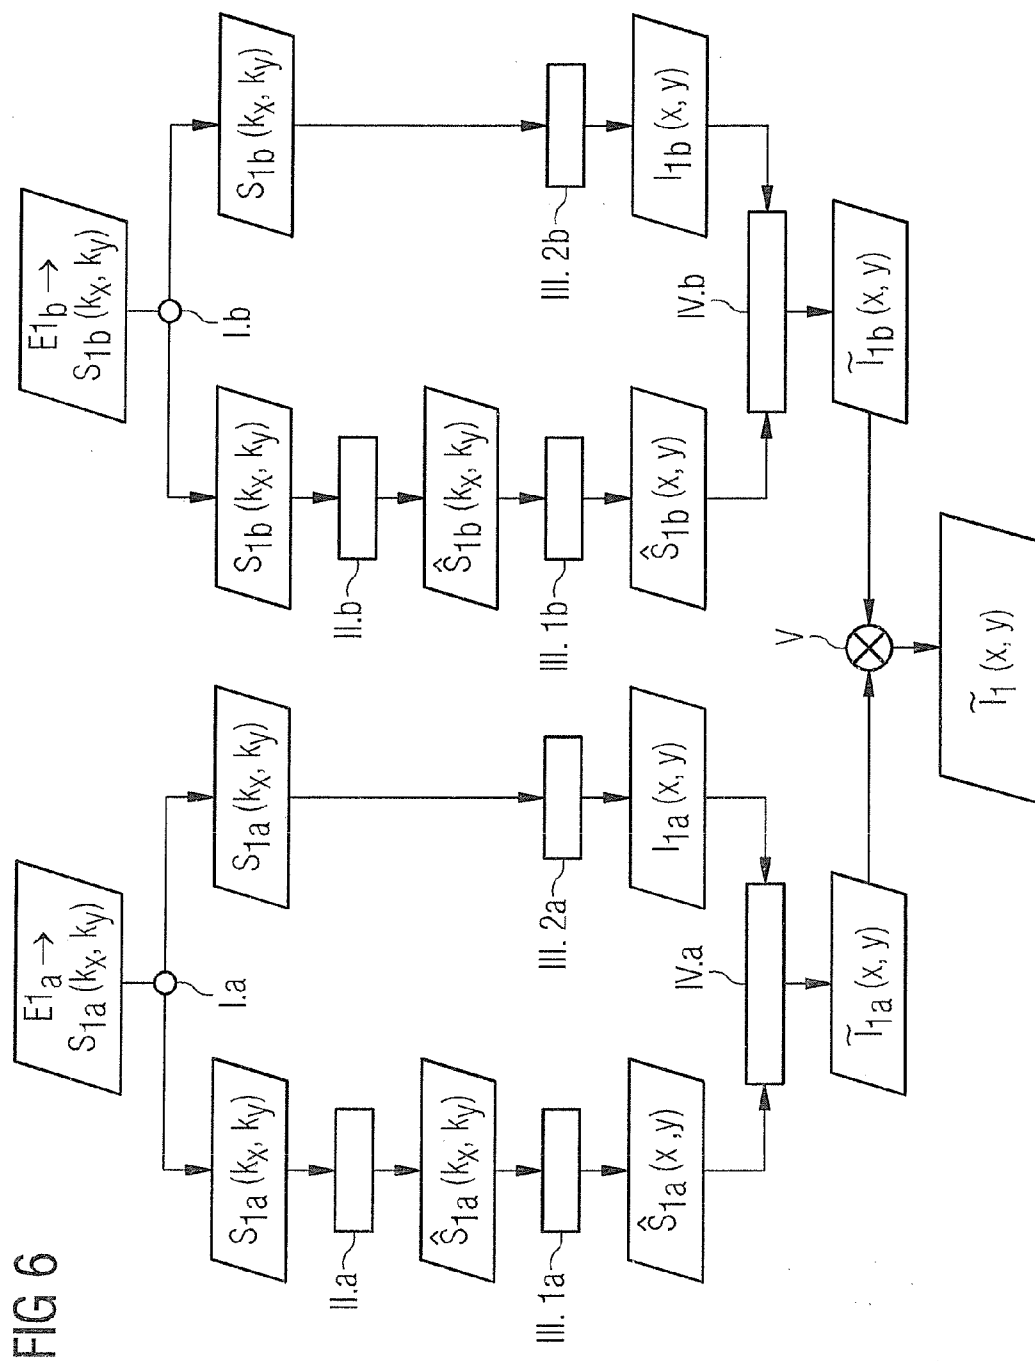 FIG 6
E1a →
S1a (kx, ky)
I.a
S1a (kx, ky)
S1a (kx, ky)
II.a
Ŝ1a (kx, ky)
III. 1a
III. 2a
Ŝ1a (x ,y)
I1a (x, y)
IV.a
Ĩ1a (x, y)
E1b →
S1b (kx, ky)
I.b
S1b (kx, ky)
S1b (kx, ky)
II.b
Ŝ1b (kx, ky)
III. 1b
III. 2b
Ŝ1b (x, y)
I1b (x, y)
IV.b
Ĩ1b (x, y)
V
Ĩ1 (x, y)